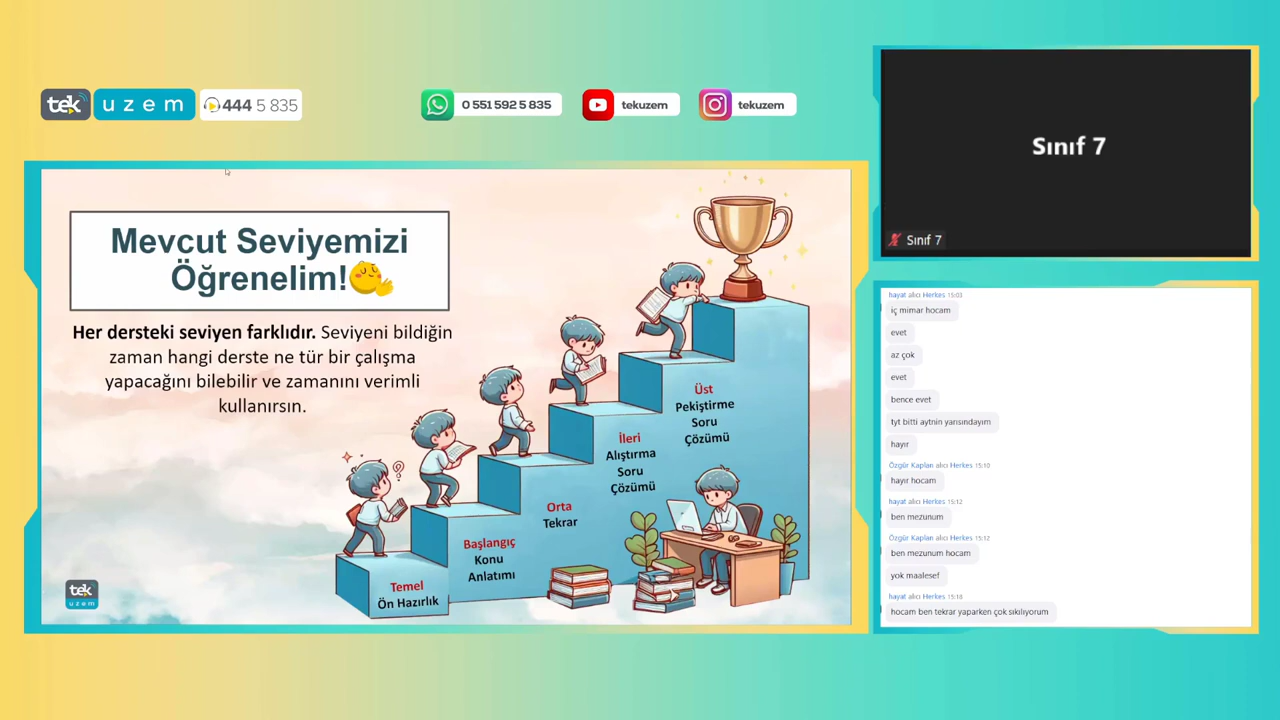 tek uzem 444 5 835
0 551 592 5 835
tekuzem
tekuzem
Sınıf 7
Sınıf 7
Mevcut Seviyemizi
Öğrenelim!
Her dersteki seviyen farklıdır. Seviyeni bildiğin
zaman hangi derste ne tür bir çalışma
yapacağını bilebilir ve zamanını verimli
kullanırsın.
Temel
Ön Hazırlık
Başlangıç
Konu
Anlatımı
Orta
Tekrar
İleri
Alıştırma
Soru
Çözümü
Üst
Pekiştirme
Soru
Çözümü
tek
uzem
hayat alıcı Herkes 15:03
iç mimar hocam
evet
az çok
evet
bence evet
tyt bitti aytnin yarısındayım
hayır
Özgür Kaplan alıcı Herkes 15:10
hayır hocam
hayat alıcı Herkes 15:12
ben mezunum
Özgür Kaplan alıcı Herkes 15:12
ben mezunum hocam
yok maalesef
hayat alıcı Herkes 15:18
hocam ben tekrar yaparken çok sıkılıyorum